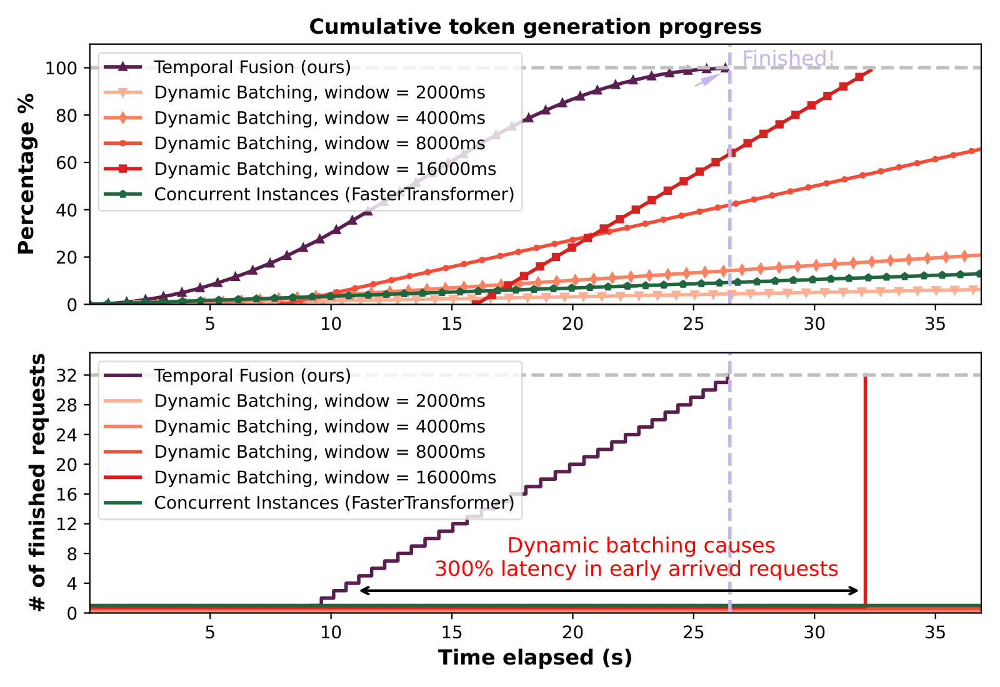 Cumulative token generation progress
Percentage %
100
80
60
40
20
0
Temporal Fusion (ours)
Dynamic Batching, window = 2000ms
Dynamic Batching, window = 4000ms
Dynamic Batching, window = 8000ms
Dynamic Batching, window = 16000ms
Concurrent Instances (FasterTransformer)
Finished!
5 10 15 20 25 30 35
# of finished requests
32
28
24
20
16
12
8
4
0
Temporal Fusion (ours)
Dynamic Batching, window = 2000ms
Dynamic Batching, window = 4000ms
Dynamic Batching, window = 8000ms
Dynamic Batching, window = 16000ms
Concurrent Instances (FasterTransformer)
Dynamic batching causes
300% latency in early arrived requests
5 10 15 20 25 30 35
Time elapsed (s)